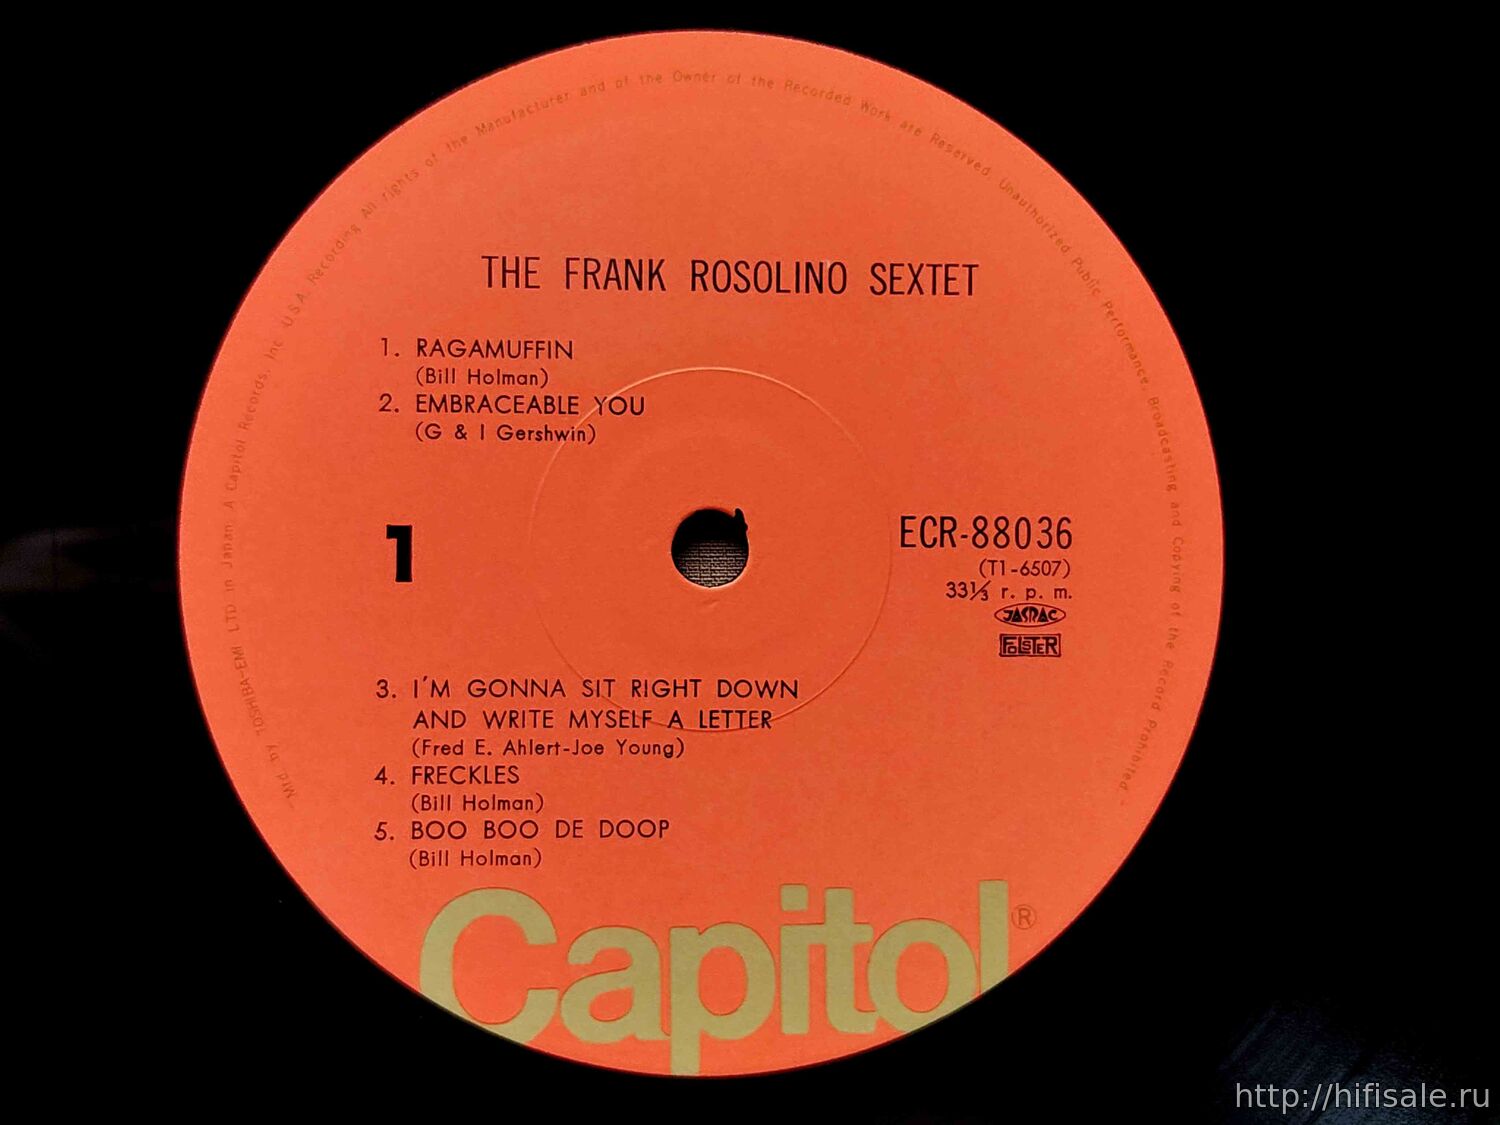 Mfd by TOSHIBA-EMI LTD in Japan. A Capitol Records, Inc. U.S.A. Recording All rights of the Manufacturer and of the Owner of the Recorded Work are Reserved. Unauthorized Public Performance, Broadcasting and Copying of the Record Prohibited.
THE FRANK ROSOLINO SEXTET
1. RAGAMUFFIN
(Bill Holman)
2. EMBRACEABLE YOU
(G & I Gershwin)
1
ECR-88036
(T1-6507)
33⅓ r. p. m.
JASRAC
FOLSTER
3. I'M GONNA SIT RIGHT DOWN
AND WRITE MYSELF A LETTER
(Fred E. Ahlert-Joe Young)
4. FRECKLES
(Bill Holman)
5. BOO BOO DE DOOP
(Bill Holman)
Capitol®
http://hifisale.ru